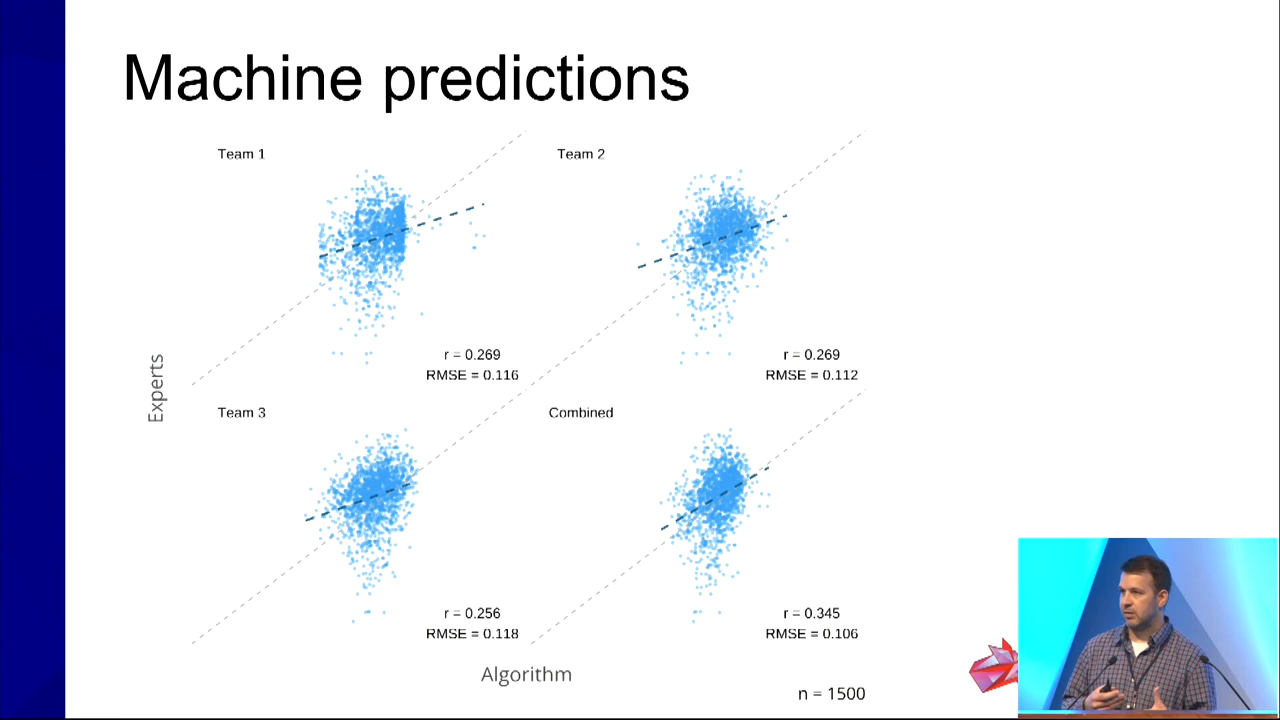 Machine predictions
Team 1
Team 2
r = 0.269
RMSE = 0.116
r = 0.269
RMSE = 0.112
Experts
Team 3
Combined
r = 0.256
RMSE = 0.118
r = 0.345
RMSE = 0.106
Algorithm
n = 1500